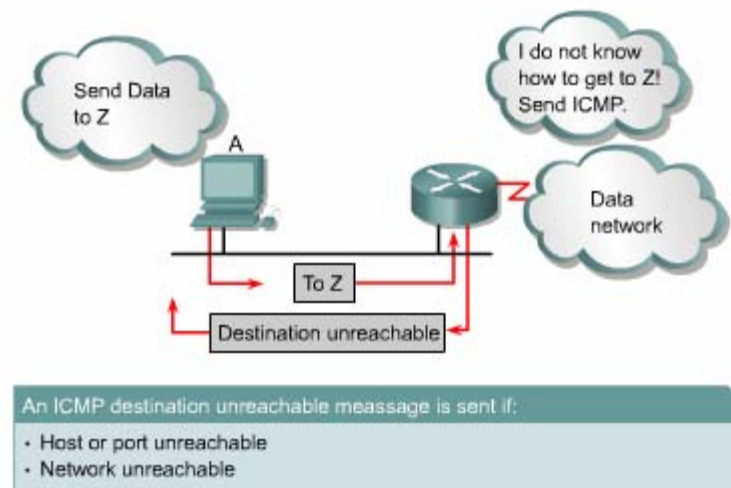 Send Data
to Z
I do not know
how to get to Z!
Send ICMP.
A
Data
network
To Z
Destination unreachable
An ICMP destination unreachable meassage is sent if:
• Host or port unreachable
• Network unreachable